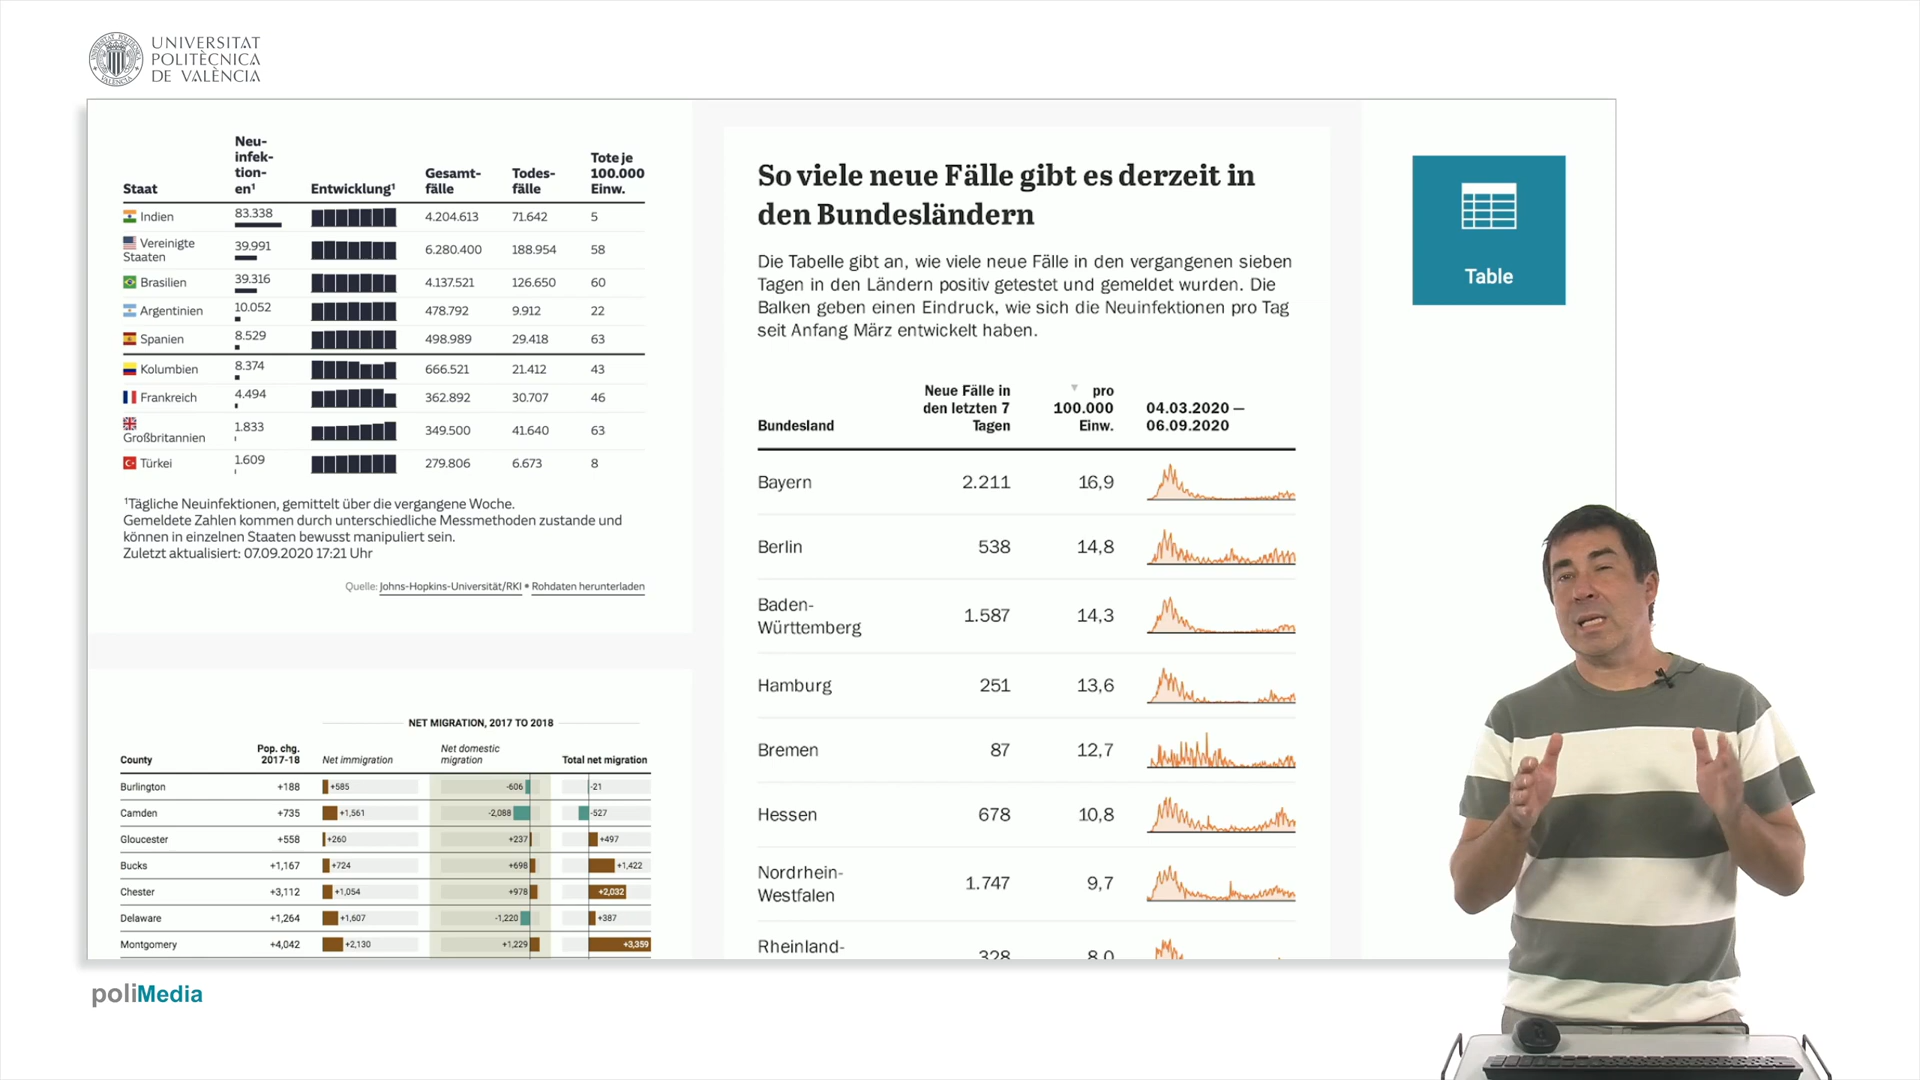 UNIVERSITAT
POLITÈCNICA
DE VALÈNCIA
Staat Neu-infek-tion-en¹ Entwicklung¹ Gesamt-fälle Todes-fälle Tote je 100.000 Einw.
Indien 83.338 4.204.613 71.642 5
Vereinigte Staaten 39.991 6.280.400 188.954 58
Brasilien 39.316 4.137.521 126.650 60
Argentinien 10.052 478.792 9.912 22
Spanien 8.529 498.989 29.418 63
Kolumbien 8.374 666.521 21.412 43
Frankreich 4.494 362.892 30.707 46
Großbritannien 1.833 349.500 41.640 63
Türkei 1.609 279.806 6.673 8
¹Tägliche Neuinfektionen, gemittelt über die vergangene Woche.
Gemeldete Zahlen kommen durch unterschiedliche Messmethoden zustande und
können in einzelnen Staaten bewusst manipuliert sein.
Zuletzt aktualisiert: 07.09.2020 17:21 Uhr
Quelle: Johns-Hopkins-Universität/RKI • Rohdaten herunterladen
NET MIGRATION, 2017 TO 2018
County Pop. chg. 2017-18 Net immigration Net domestic migration Total net migration
Burlington +188 +585 -606 -21
Camden +735 +1,561 -2,088 -527
Gloucester +558 +260 +237 +497
Bucks +1,167 +724 +698 +1,422
Chester +3,112 +1,054 +978 +2,032
Delaware +1,264 +1,607 -1,220 +387
Montgomery +4,042 +2,130 +1,229 +3,359
So viele neue Fälle gibt es derzeit in
den Bundesländern
Die Tabelle gibt an, wie viele neue Fälle in den vergangenen sieben
Tagen in den Ländern positiv getestet und gemeldet wurden. Die
Balken geben einen Eindruck, wie sich die Neuinfektionen pro Tag
seit Anfang März entwickelt haben.
Bundesland Neue Fälle in den letzten 7 Tagen pro 100.000 Einw. 04.03.2020 — 06.09.2020
Bayern 2.211 16,9
Berlin 538 14,8
Baden-Württemberg 1.587 14,3
Hamburg 251 13,6
Bremen 87 12,7
Hessen 678 10,8
Nordrhein-Westfalen 1.747 9,7
Rheinland- 328 8,0
Table
poliMedia